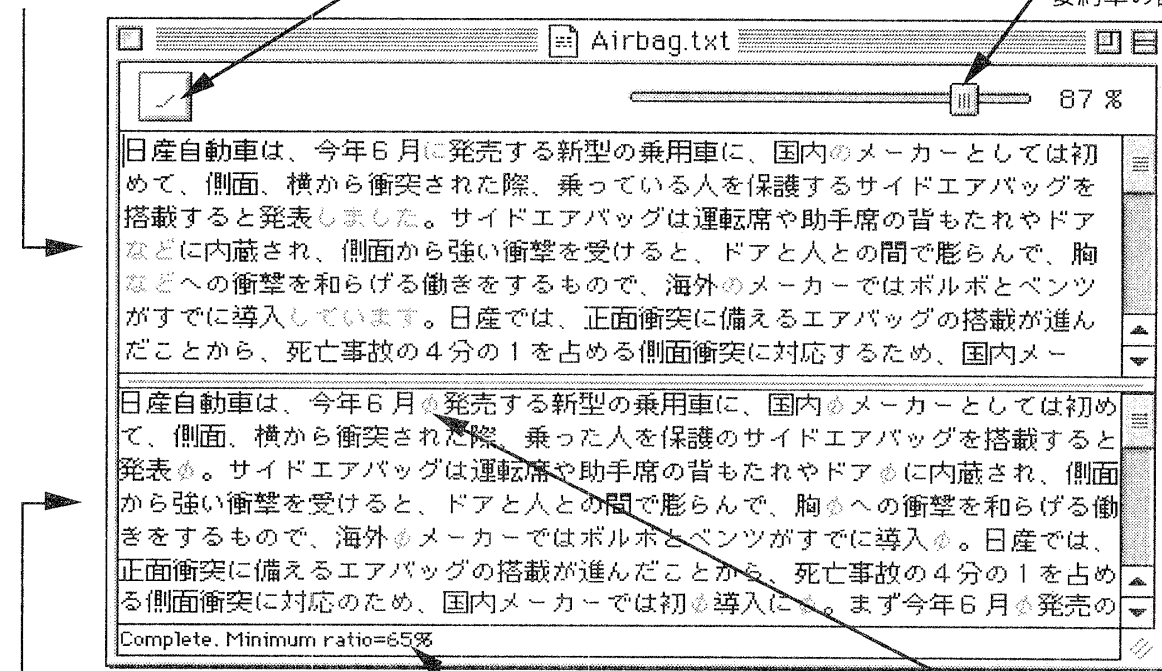 Airbag.txt
87 %
日産自動車は、今年6月に発売する新型の乗用車に、国内のメーカーとしては初
めて、側面、横から衝突された際、乗っている人を保護するサイドエアバッグを
搭載すると発表しました。サイドエアバッグは運転席や助手席の背もたれやドア
などに内蔵され、側面から強い衝撃を受けると、ドアと人との間で膨らんで、胸
などへの衝撃を和らげる働きをするもので、海外のメーカーではボルボとベンツ
がすでに導入しています。日産では、正面衝突に備えるエアバッグの搭載が進ん
だことから、死亡事故の4分の1を占める側面衝突に対応するため、国内メー
日産自動車は、今年6月φ発売する新型の乗用車に、国内φメーカーとしては初め
て、側面、横から衝突された際、乗った人を保護のサイドエアバッグを搭載すると
発表φ。サイドエアバッグは運転席や助手席の背もたれやドアφに内蔵され、側面
から強い衝撃を受けると、ドアと人との間で膨らんで、胸φへの衝撃を和らげる働
きをするもので、海外φメーカーではボルボとベンツがすでに導入φ。日産では、
正面衝突に備えるエアバッグの搭載が進んだことから、死亡事故の4分の1を占め
る側面衝突に対応のため、国内メーカーでは初φ導入にφ。まず今年6月φ発売の
Complete. Minimum ratio=65%